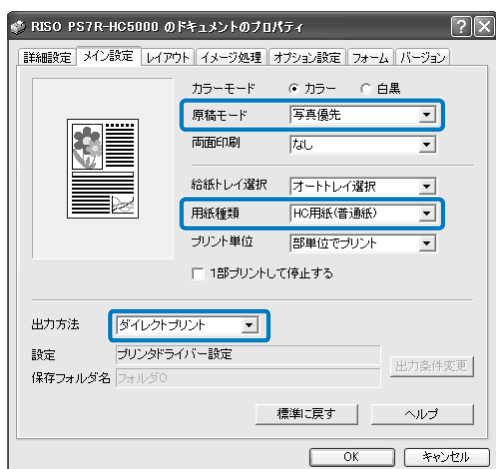 RISO PS7R-HC5000 のドキュメントのプロパティ
詳細設定 メイン設定 レイアウト イメージ処理 オプション設定 フォーム バージョン
カラーモード カラー 白黒
原稿モード 写真優先
両面印刷 なし
給紙トレイ選択 オートトレイ選択
用紙種類 HC用紙(普通紙)
プリント単位 部単位でプリント
1部プリントして停止する
出力方法 ダイレクトプリント
設定 プリンタドライバー設定
保存フォルダ名 フォルダ0
出力条件変更
標準に戻す ヘルプ
OK キャンセル